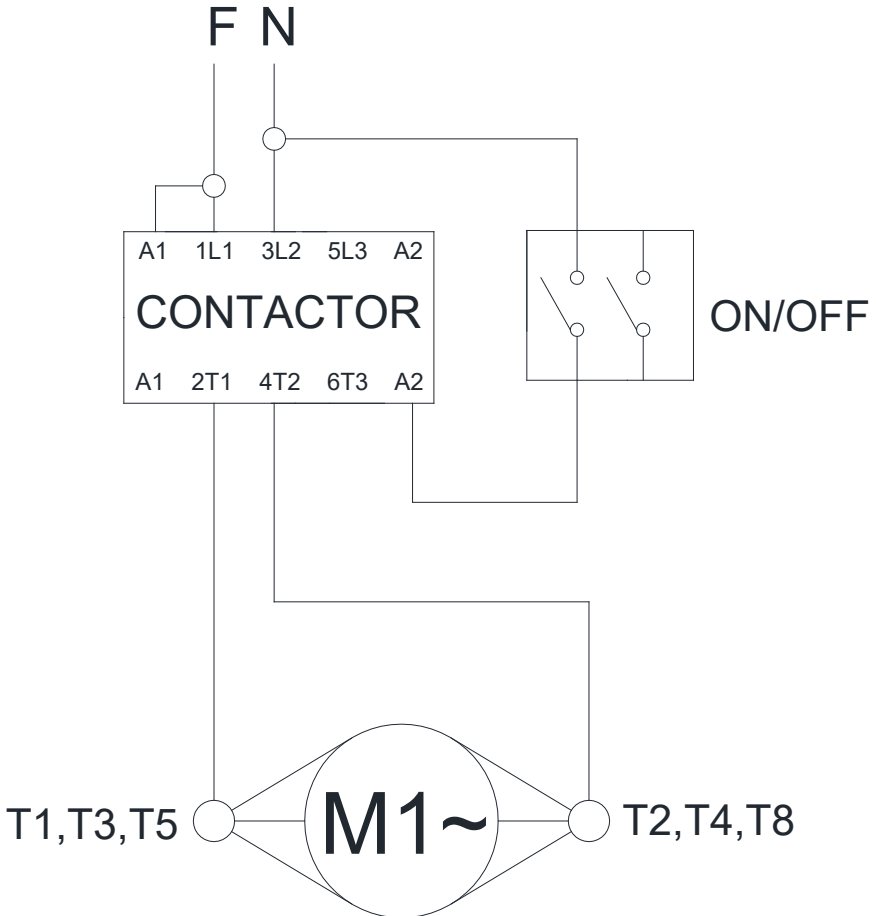 F N
A1 1L1 3L2 5L3 A2
CONTACTOR
ON/OFF
A1 2T1 4T2 6T3 A2
T1,T3,T5
M1~
T2,T4,T8